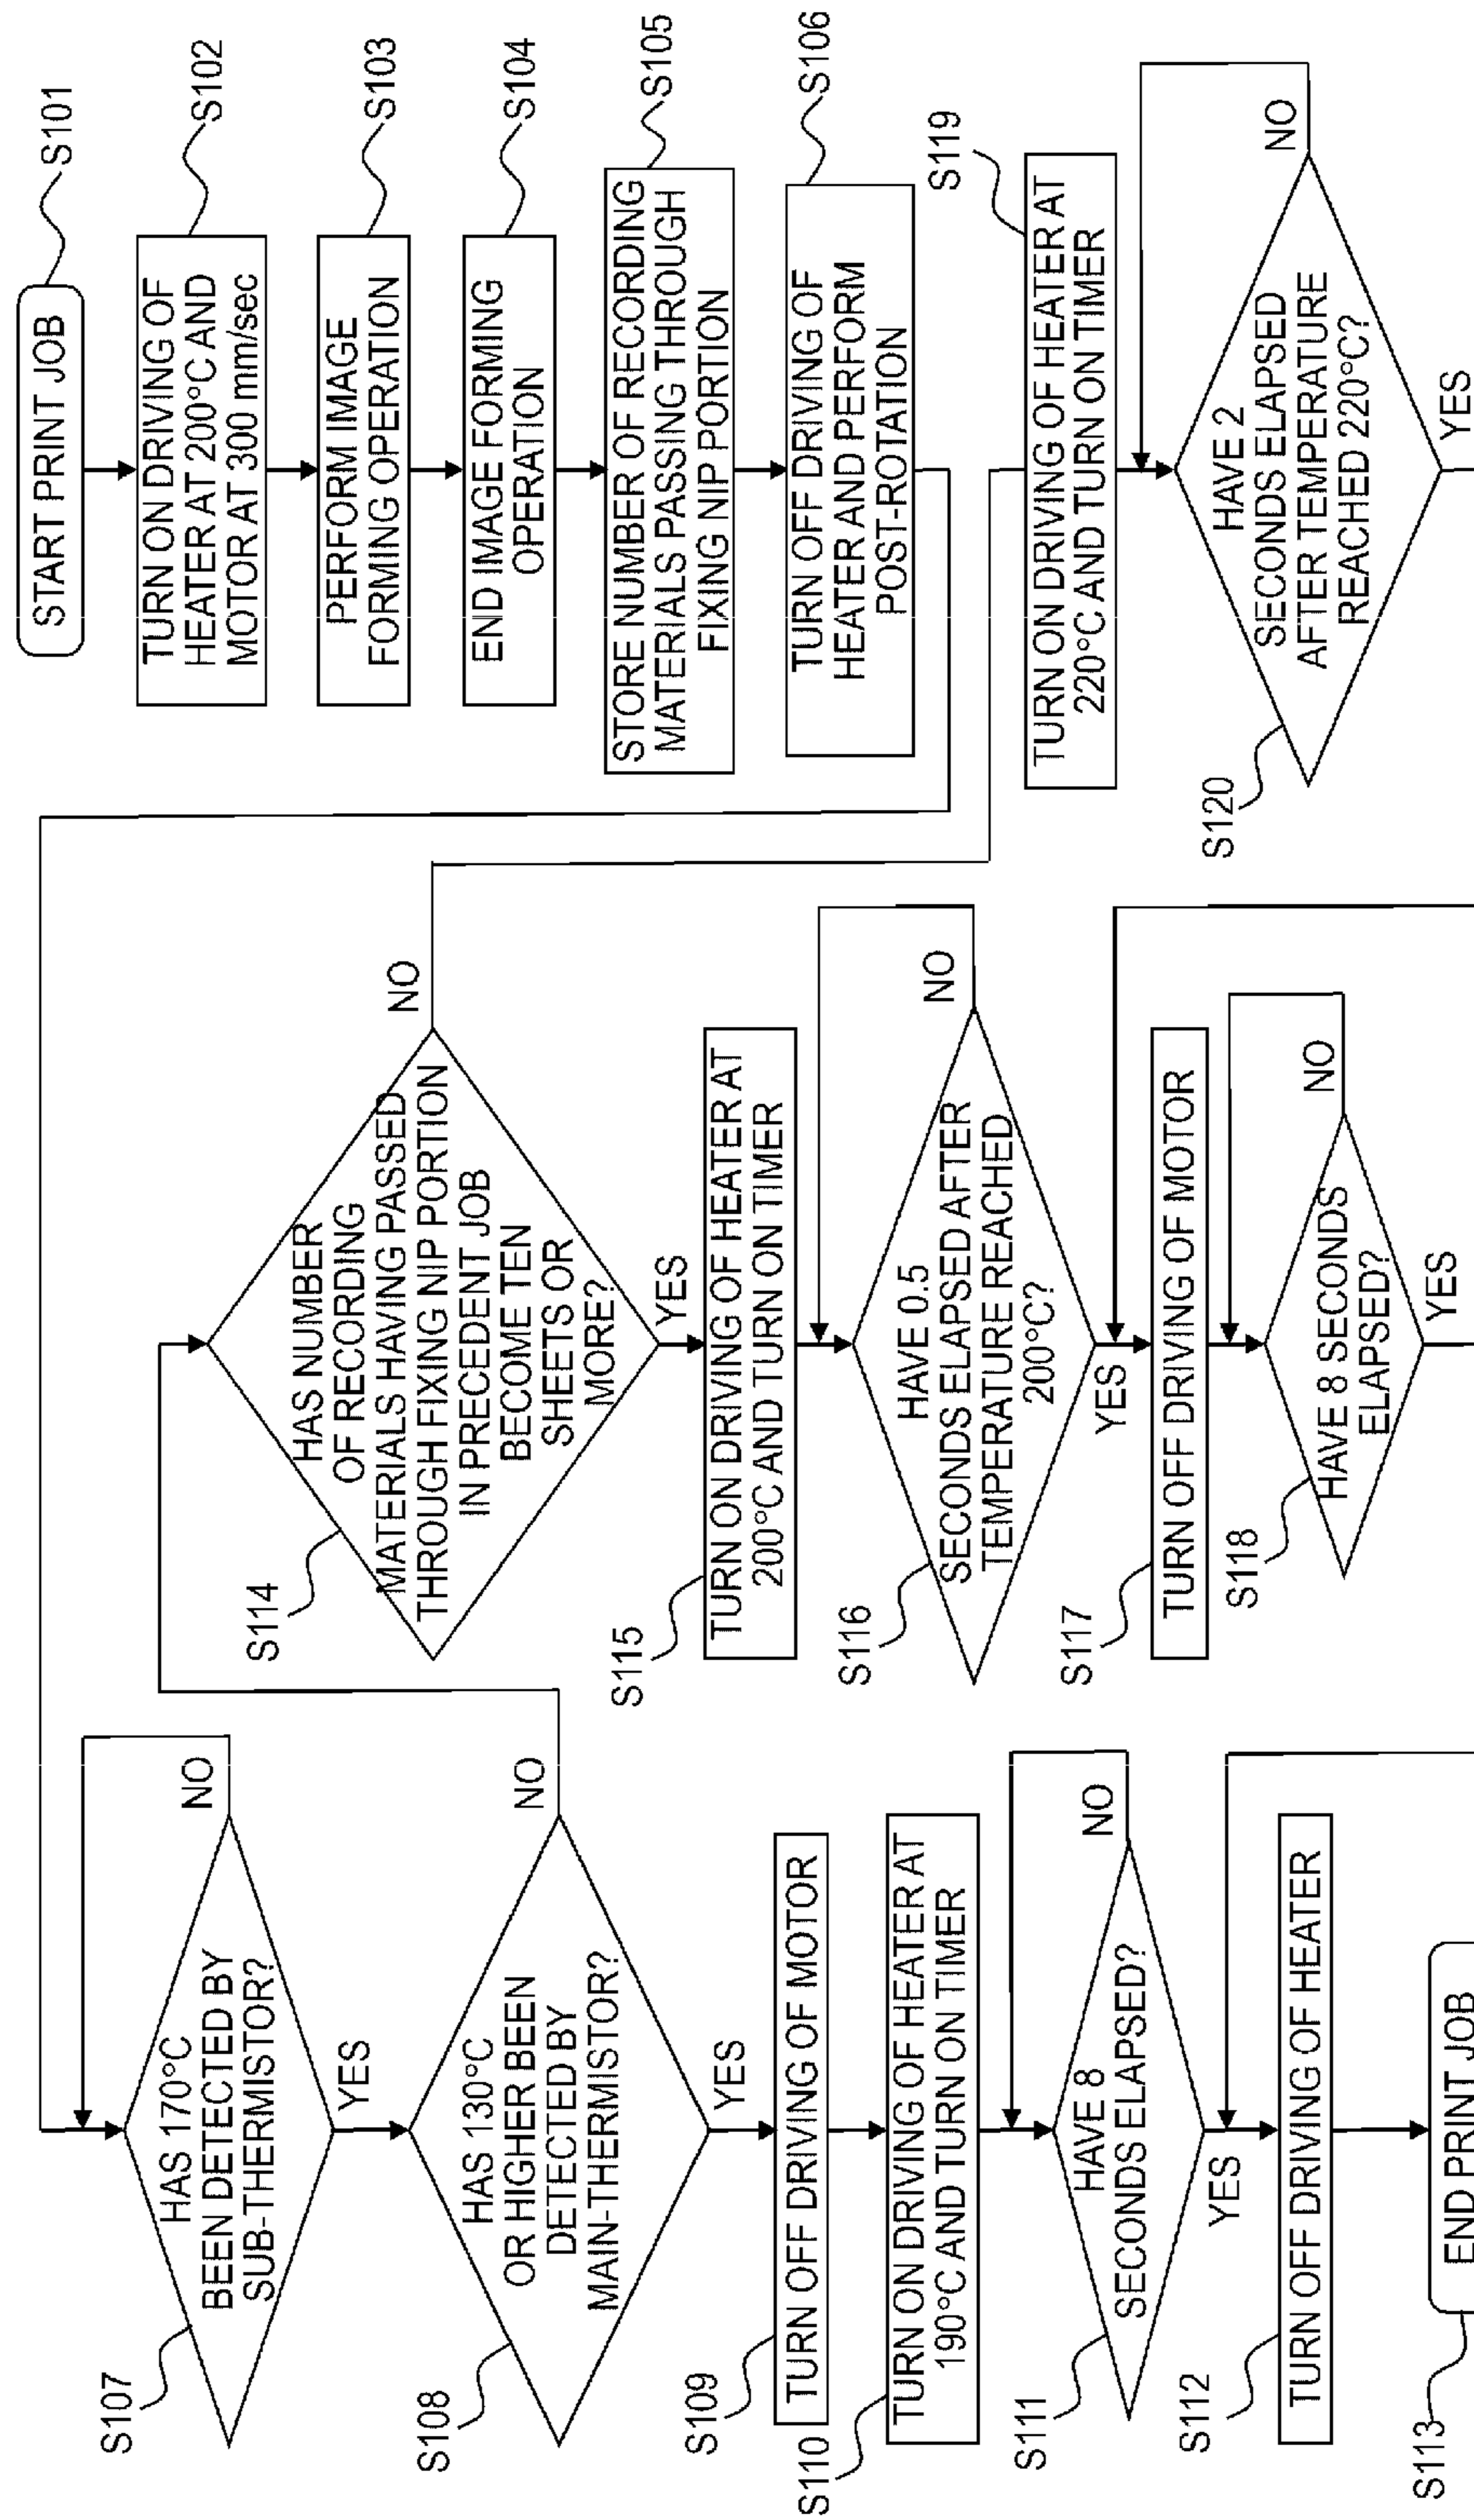 START PRINT JOB
S101
TURN ON DRIVING OF
HEATER AT 200°C AND
MOTOR AT 300 mm/sec
S102
PERFORM IMAGE
FORMING OPERATION
S103
END IMAGE FORMING
OPERATION
S104
STORE NUMBER OF RECORDING
MATERIALS PASSING THROUGH
FIXING NIP PORTION
S105
TURN OFF DRIVING OF
HEATER AND PERFORM
POST-ROTATION
S106
S107
HAS 170°C
BEEN DETECTED BY
SUB-THERMISTOR?
NO
YES
S108
HAS 130°C
OR HIGHER BEEN
DETECTED BY
MAIN-THERMISTOR?
NO
YES
S109
TURN OFF DRIVING OF MOTOR
S110
TURN ON DRIVING OF HEATER AT
190°C AND TURN ON TIMER
S111
HAVE 8
SECONDS ELAPSED?
NO
YES
S112
TURN OFF DRIVING OF HEATER
S113
END PRINT JOB
S114
HAS NUMBER
OF RECORDING
MATERIALS HAVING PASSED
THROUGH FIXING NIP PORTION
IN PRECEDENT JOB
BECOME TEN
SHEETS OR
MORE?
NO
YES
S115
TURN ON DRIVING OF HEATER AT
200°C AND TURN ON TIMER
S116
HAVE 0.5
SECONDS ELAPSED AFTER
TEMPERATURE REACHED
200°C?
NO
YES
S117
TURN OFF DRIVING OF MOTOR
S118
HAVE 8 SECONDS
ELAPSED?
NO
YES
S119
TURN ON DRIVING OF HEATER AT
220°C AND TURN ON TIMER
S120
HAVE 2
SECONDS ELAPSED
AFTER TEMPERATURE
REACHED 220°C?
NO
YES